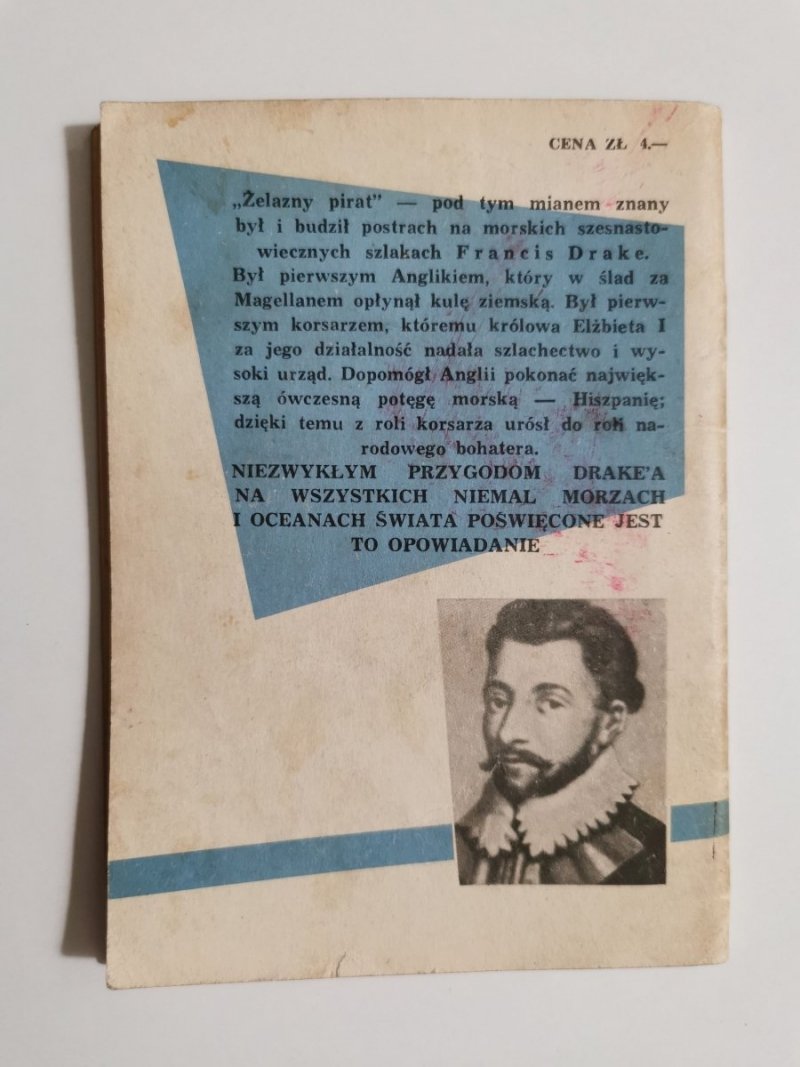 CENA ZŁ 4.—
„Żelazny pirat” — pod tym mianem znany
był i budził postrach na morskich szesnasto-
wiecznych szlakach Francis Drake.
Był pierwszym Anglikiem, który w ślad za
Magellanem opłynął kulę ziemską. Był pierw-
szym korsarzem, któremu królowa Elżbieta I
za jego działalność nadała szlachectwo i wy-
soki urząd. Dopomógł Anglii pokonać najwięk-
szą ówczesną potęgę morską — Hiszpanię;
dzięki temu z roli korsarza urósł do roli na-
rodowego bohatera.
NIEZWYKŁYM PRZYGODOM DRAKE’A
NA WSZYSTKICH NIEMAL MORZACH
I OCEANACH ŚWIATA POŚWIĘCONE JEST
TO OPOWIADANIE